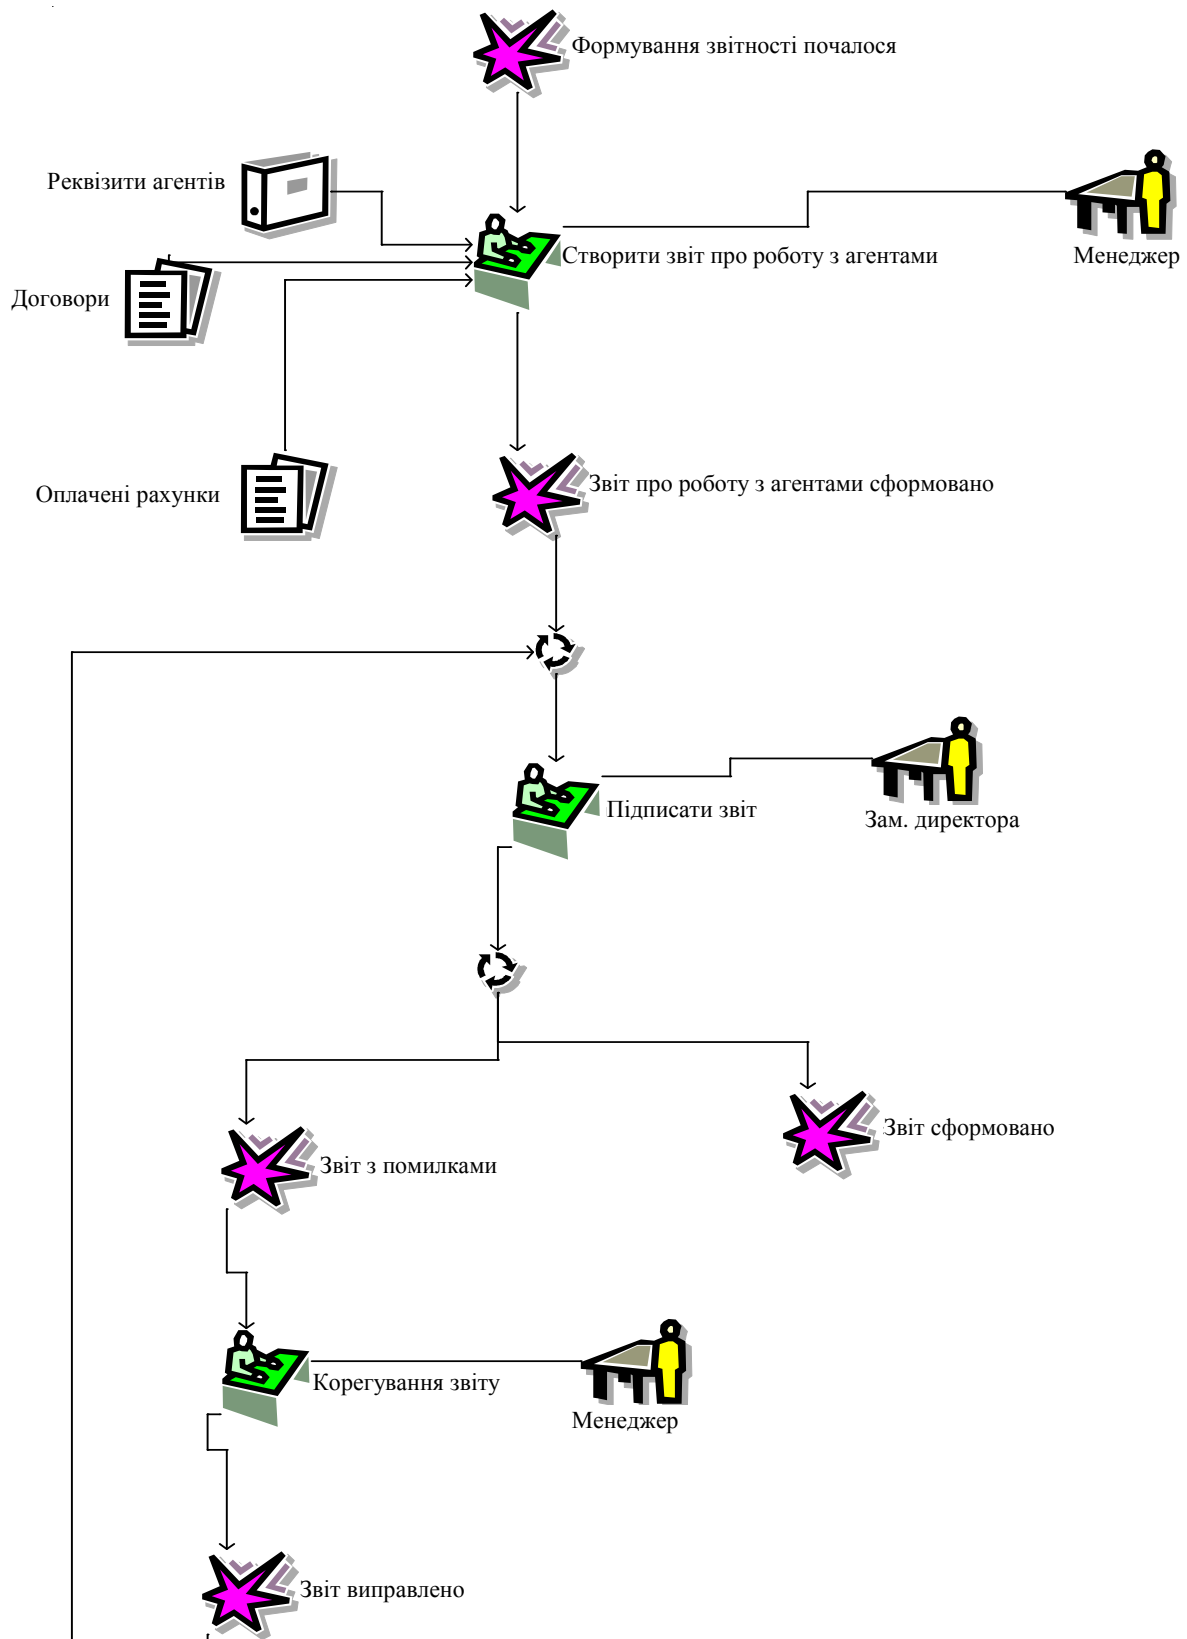 Формування звітності почалося
Реквізити агентів
Створити звіт про роботу з агентами
Менеджер
Договори
Звіт про роботу з агентами сформовано
Оплачені рахунки
Підписати звіт
Зам. директора
Звіт сформовано
Звіт з помилками
Корегування звіту
Менеджер
Звіт виправлено